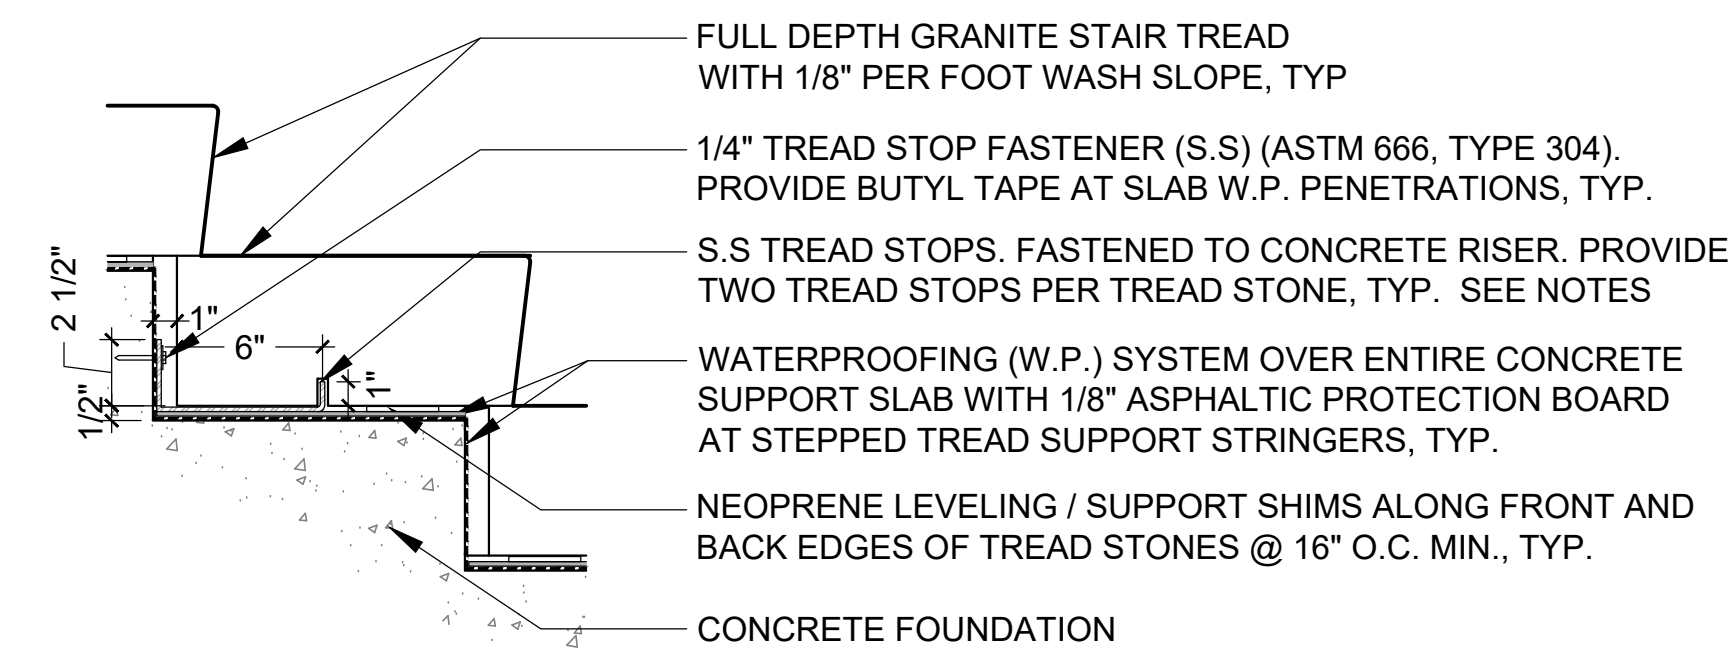 FULL DEPTH GRANITE STAIR TREAD
WITH 1/8" PER FOOT WASH SLOPE, TYP
1/4" TREAD STOP FASTENER (S.S) (ASTM 666, TYPE 304).
PROVIDE BUTYL TAPE AT SLAB W.P. PENETRATIONS, TYP.
S.S TREAD STOPS. FASTENED TO CONCRETE RISER. PROVIDE
TWO TREAD STOPS PER TREAD STONE, TYP. SEE NOTES
WATERPROOFING (W.P.) SYSTEM OVER ENTIRE CONCRETE
SUPPORT SLAB WITH 1/8" ASPHALTIC PROTECTION BOARD
AT STEPPED TREAD SUPPORT STRINGERS, TYP.
NEOPRENE LEVELING / SUPPORT SHIMS ALONG FRONT AND
BACK EDGES OF TREAD STONES @ 16" O.C. MIN., TYP.
CONCRETE FOUNDATION
2 1/2"
1"
6"
1"
1/2"